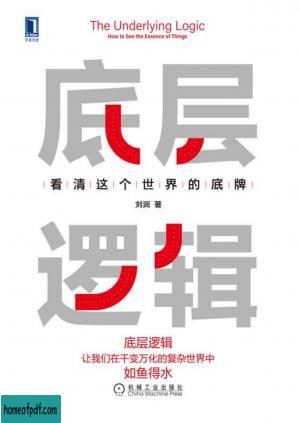 The Underlying Logic
How to See the Essence of Things
底层
看清这个世界的底牌
刘润 著
逻辑
底层逻辑
让我们在千变万化的复杂世界中
如鱼得水
机械工业出版社
China Machine Press
homeofpdf.com
homeofpdf.com